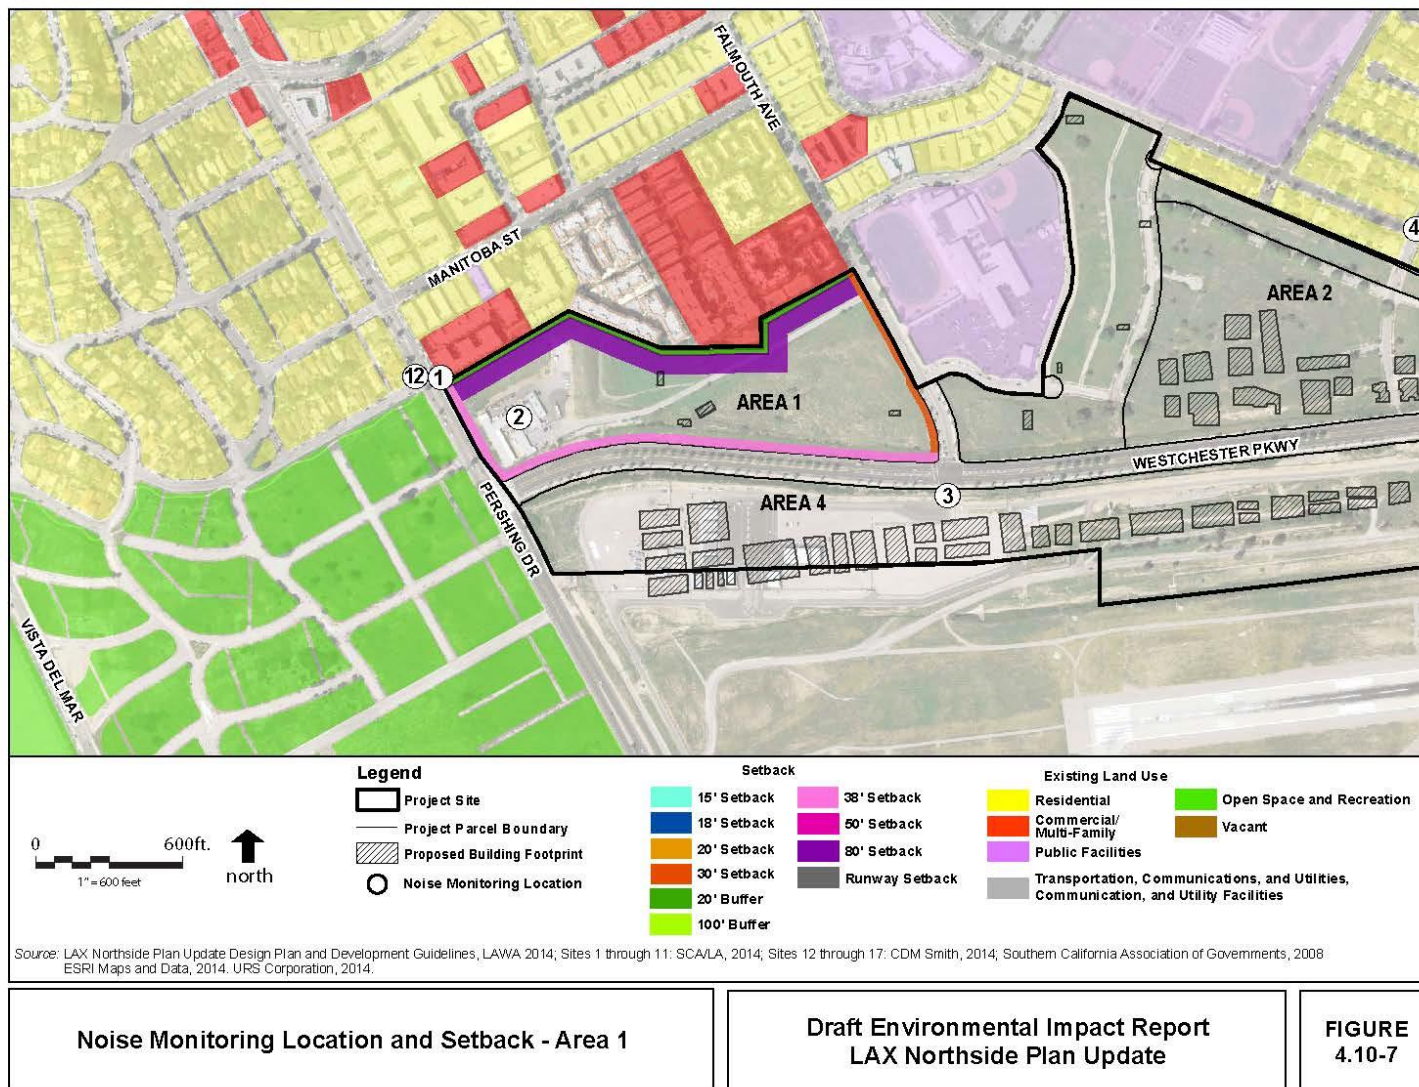 FALMOUTH AVE
MANITOBA ST
AREA 2
4
12
1
2
AREA 1
WESTCHESTER PKWY
3
AREA 4
PERSHING DR
VISTA DEL MAR
Legend
Project Site
Project Parcel Boundary
Proposed Building Footprint
Noise Monitoring Location
0
600ft.
1" = 600 feet
north
Setback
15' Setback
18' Setback
20' Setback
30' Setback
20' Buffer
100' Buffer
38' Setback
50' Setback
80' Setback
Runway Setback
Existing Land Use
Residential
Commercial/
Multi-Family
Public Facilities
Transportation, Communications, and Utilities,
Communication, and Utility Facilities
Open Space and Recreation
Vacant
Source: LAX Northside Plan Update Design Plan and Development Guidelines, LAWA 2014; Sites 1 through 11: SCA/LA, 2014; Sites 12 through 17: CDM Smith, 2014; Southern California Association of Governments, 2008
ESRI Maps and Data, 2014. URS Corporation, 2014.
Noise Monitoring Location and Setback - Area 1
Draft Environmental Impact Report
LAX Northside Plan Update
FIGURE
4.10-7